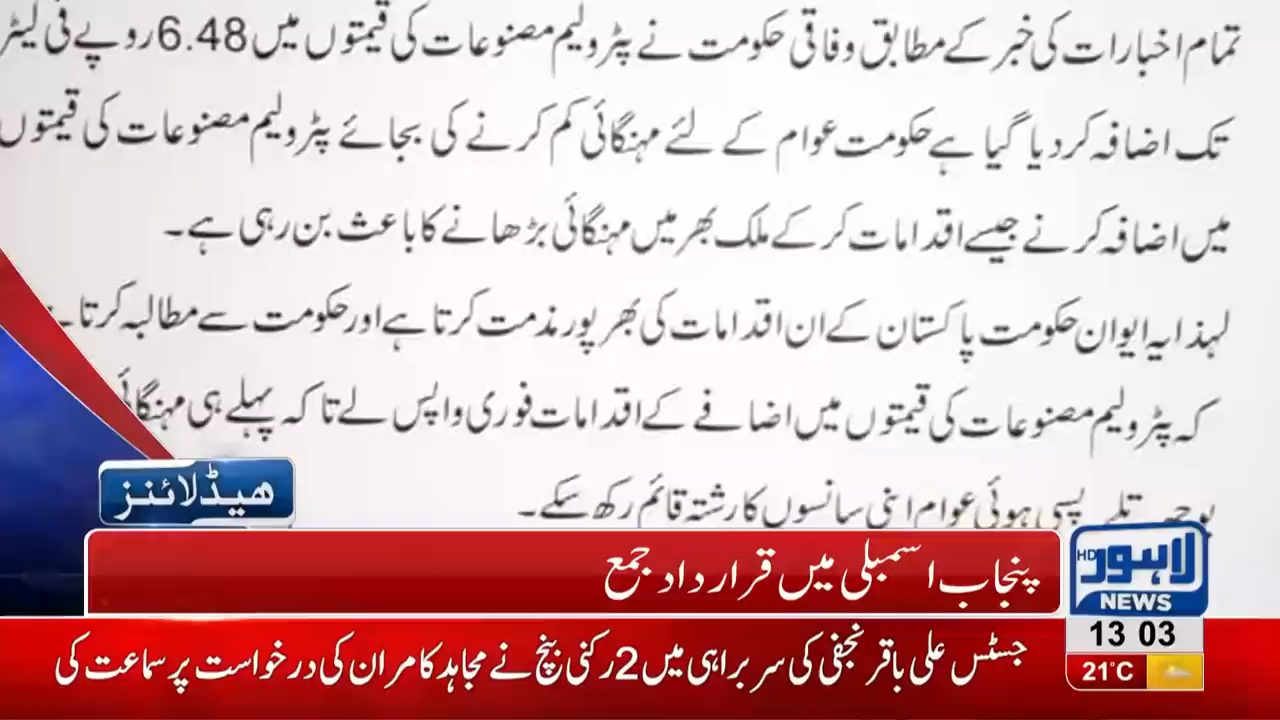 تمام اخبارات کی خبر کے مطابق وفاقی حکومت نے پٹرولیم مصنوعات کی قیمتوں میں 6.48 روپے فی لیٹر
تک اضافہ کر دیا گیا ہے حکومت عوام کے لئے مہنگائی کم کرنے کی بجائے پٹرولیم مصنوعات کی قیمتوں
میں اضافہ کرنے جیسے اقدامات کر کے ملک بھر میں مہنگائی بڑھانے کا باعث بن رہی ہے۔
لہذا یہ ایوان حکومت پاکستان کے ان اقدامات کی بھرپور مذمت کرتا ہے اور حکومت سے مطالبہ کرتا
کہ پٹرولیم مصنوعات کی قیمتوں میں اضافے کے اقدامات فوری واپس لے تا کہ پہلے ہی مہنگائی
تلے پسی ہوئی عوام اپنی سانسوں کا رشتہ قائم رکھ سکے۔
ھیڈلائنز
پنجاب اسمبلی میں قرارداد جمع
لاہور HD
NEWS
13 03
21°C
جسٹس علی باقر نجفی کی سربراہی میں 2 رکنی بنچ نے مجاہد کامران کی درخواست پر سماعت کی